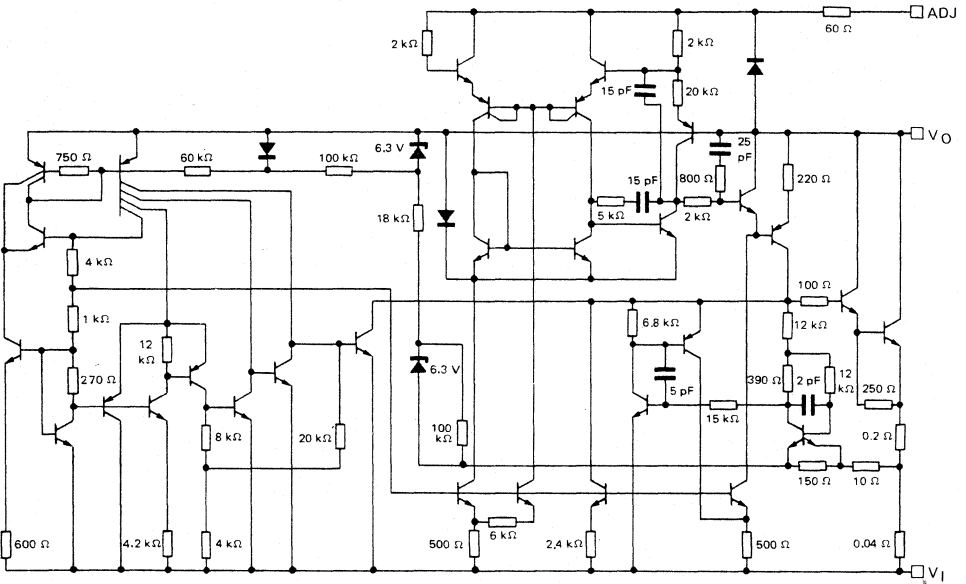 ADJ
60 Ω
2 kΩ
2 kΩ
15 pF
20 kΩ
V_O
750 Ω
60 kΩ
100 kΩ
6.3 V
25
pF
15 pF
800Ω
220 Ω
18 kΩ
5 kΩ
2 kΩ
4 kΩ
100 Ω
1 kΩ
6.8 kΩ
12 kΩ
12
kΩ
6.3 V
270 Ω
5 pF
390Ω
2 pF
12
kΩ
250 Ω
15 kΩ
8 kΩ
20 kΩ
100
kΩ
0.2 Ω
150 Ω
10 Ω
6 kΩ
600 Ω
4.2 kΩ
4 kΩ
500 Ω
2.4 kΩ
500 Ω
0.04 Ω
V_I